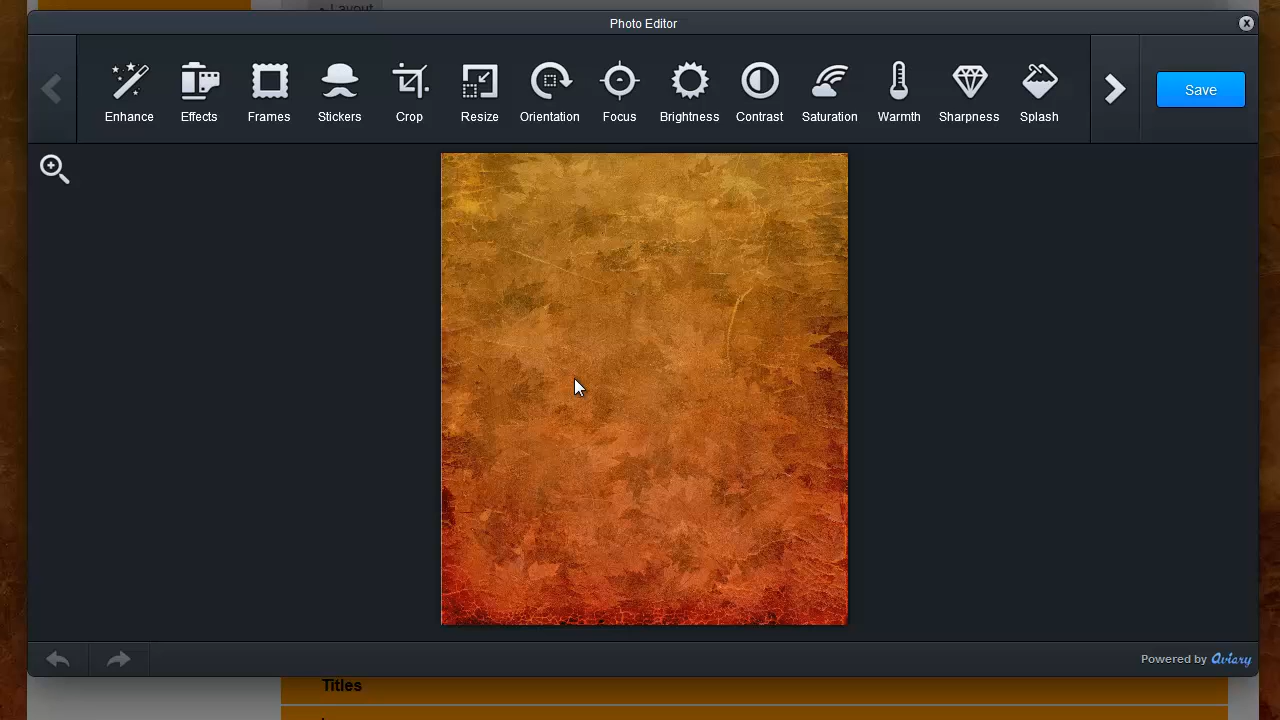 Layout
Photo Editor
Enhance
Effects
Frames
Stickers
Crop
Resize
Orientation
Focus
Brightness
Contrast
Saturation
Warmth
Sharpness
Splash
Save
Powered by Aviary
Titles